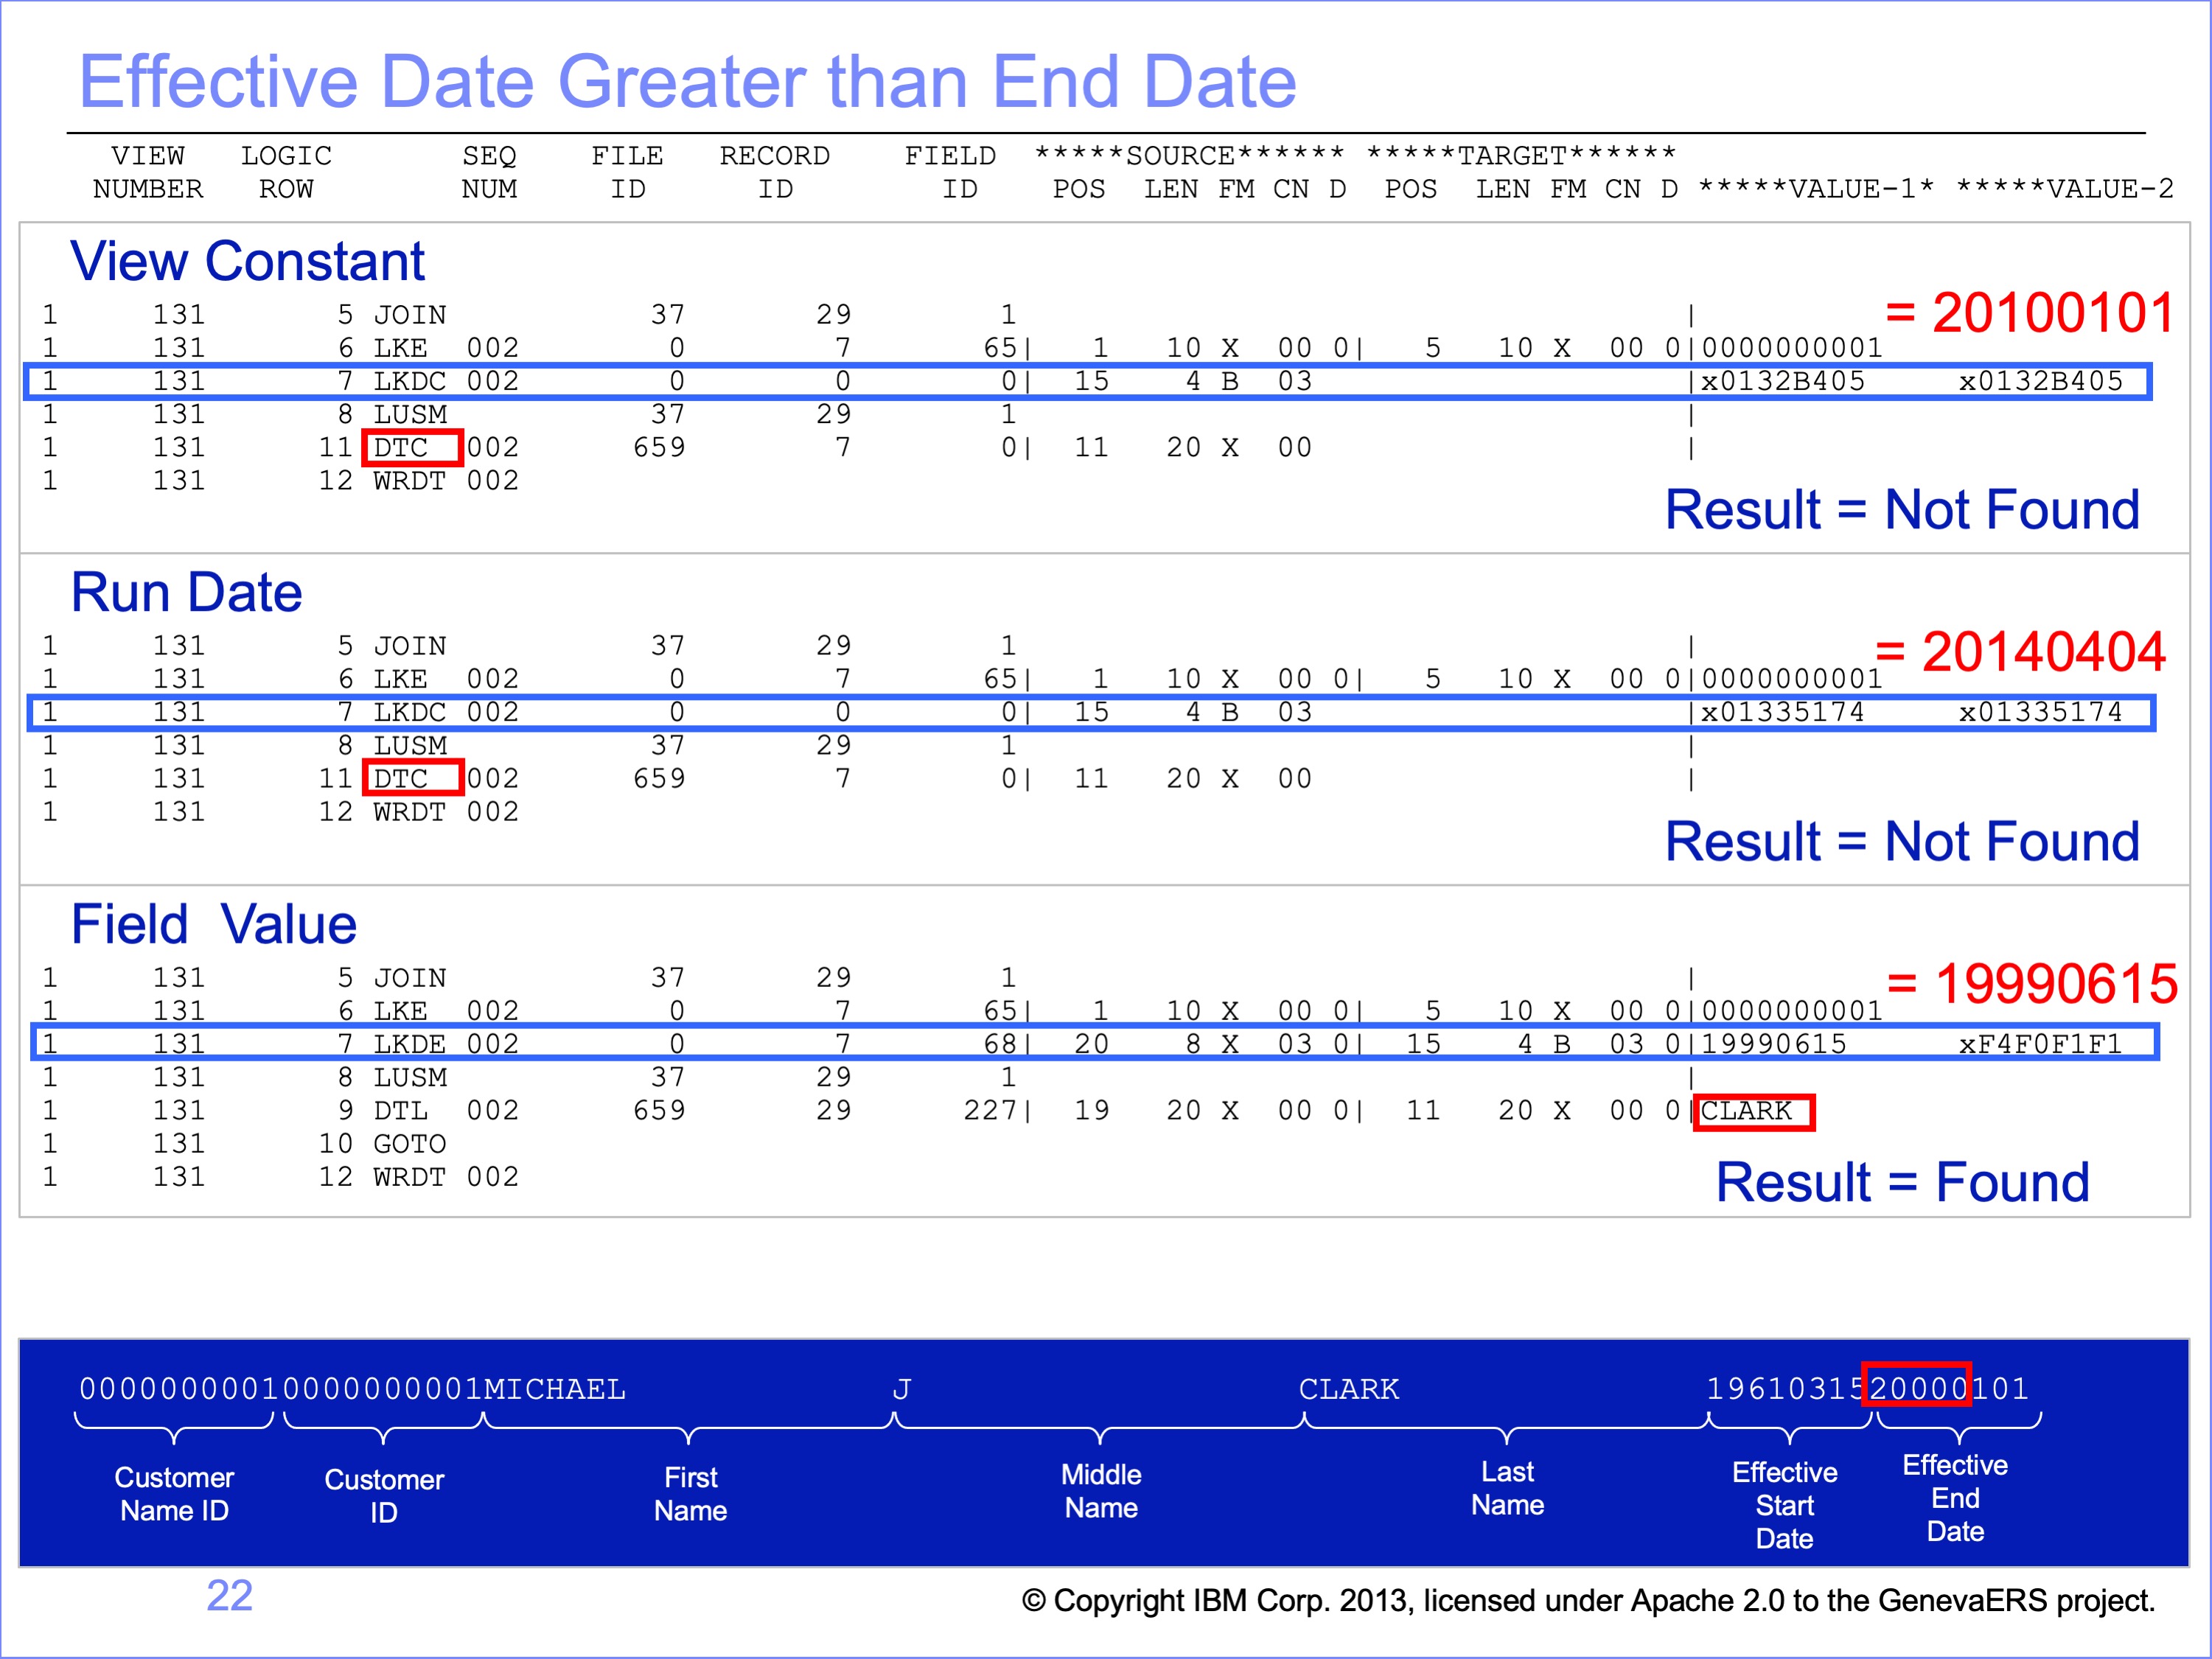 Effective Date Greater than End Date
VIEW LOGIC SEQ FILE RECORD FIELD *****SOURCE****** *****TARGET******
NUMBER ROW NUM ID ID ID POS LEN FM CN D POS LEN FM CN D *****VALUE-1* *****VALUE-2
View Constant
= 20100101
1 131 5 JOIN 37 29 1 |
1 131 6 LKE 002 0 7 65| 1 10 X 00 0| 5 10 X 00 0|0000000001
1 131 7 LKDC 002 0 0 0| 15 4 B 03 |x0132B405 x0132B405
1 131 8 LUSM 37 29 1 |
1 131 11 DTC 002 659 7 0| 11 20 X 00 |
1 131 12 WRDT 002
Result = Not Found
Run Date
= 20140404
1 131 5 JOIN 37 29 1 |
1 131 6 LKE 002 0 7 65| 1 10 X 00 0| 5 10 X 00 0|0000000001
1 131 7 LKDC 002 0 0 0| 15 4 B 03 |x01335174 x01335174
1 131 8 LUSM 37 29 1 |
1 131 11 DTC 002 659 7 0| 11 20 X 00 |
1 131 12 WRDT 002
Result = Not Found
Field Value
= 19990615
1 131 5 JOIN 37 29 1 |
1 131 6 LKE 002 0 7 65| 1 10 X 00 0| 5 10 X 00 0|0000000001
1 131 7 LKDE 002 0 7 68| 20 8 X 03 0| 15 4 B 03 0|19990615 xF4F0F1F1
1 131 8 LUSM 37 29 1 |
1 131 9 DTL 002 659 29 227| 19 20 X 00 0| 11 20 X 00 0|CLARK
1 131 10 GOTO
1 131 12 WRDT 002
Result = Found
00000000010000000001MICHAEL J CLARK 1961031520000101
Customer Name ID
Customer ID
First Name
Middle Name
Last Name
Effective Start Date
Effective End Date
22
© Copyright IBM Corp. 2013, licensed under Apache 2.0 to the GenevaERS project.